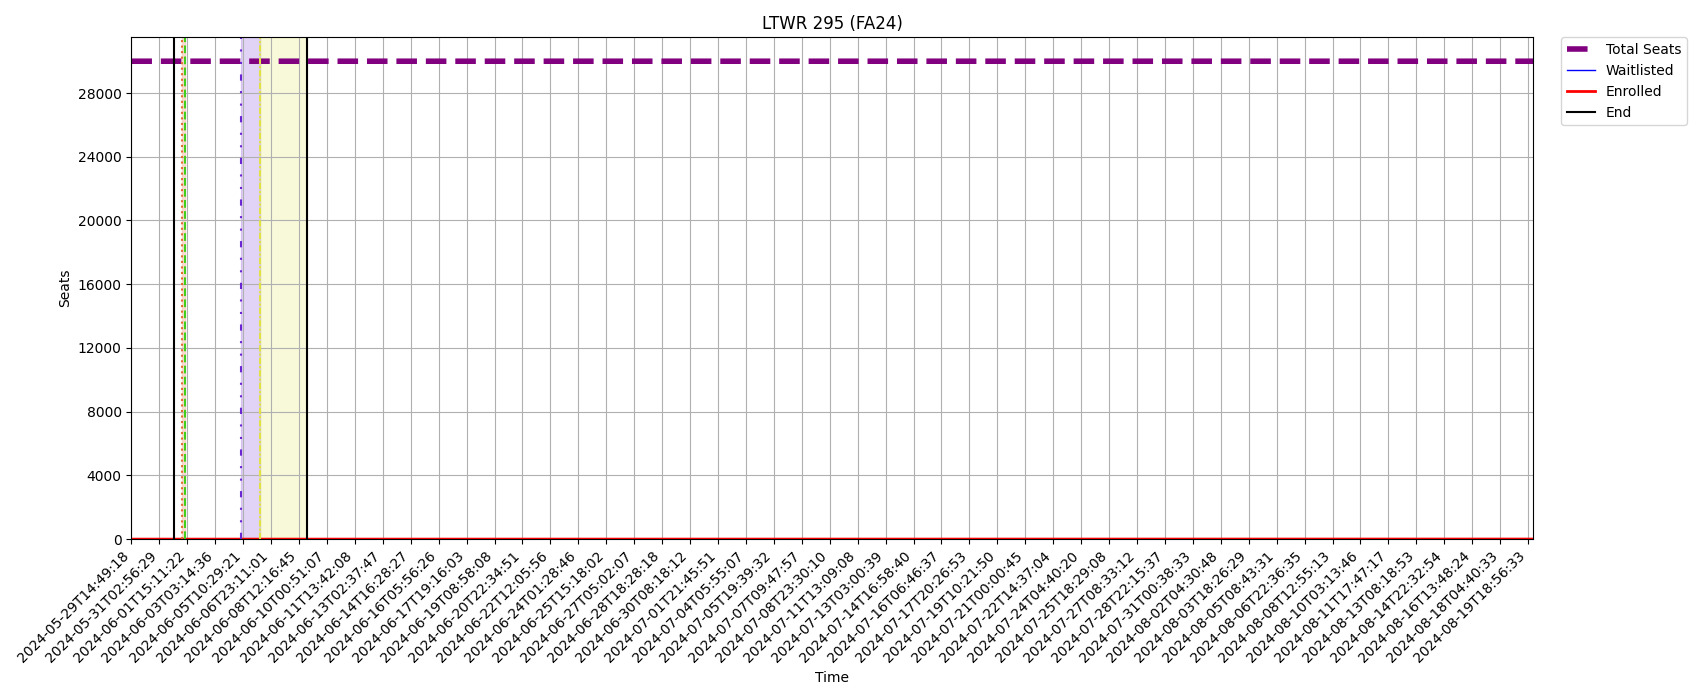 LTWR 295 (FA24)
Total Seats
Waitlisted
Enrolled
End
Seats
28000
24000
20000
16000
12000
8000
4000
0
2024-05-29T14:49:18
2024-05-31T02:56:29
2024-06-01T15:11:22
2024-06-03T03:14:36
2024-06-05T10:29:21
2024-06-06T23:11:01
2024-06-08T12:16:45
2024-06-10T00:51:07
2024-06-11T13:42:08
2024-06-13T02:37:47
2024-06-14T16:28:27
2024-06-16T05:56:26
2024-06-17T19:16:03
2024-06-19T08:58:08
2024-06-20T22:34:51
2024-06-22T12:05:56
2024-06-24T01:28:46
2024-06-25T15:18:02
2024-06-27T05:02:07
2024-06-28T18:28:18
2024-06-30T08:18:12
2024-07-01T21:45:51
2024-07-04T05:55:07
2024-07-05T19:39:32
2024-07-07T09:47:57
2024-07-08T23:30:10
2024-07-11T13:09:08
2024-07-13T03:00:39
2024-07-14T16:58:40
2024-07-16T06:46:37
2024-07-17T20:26:53
2024-07-19T10:21:50
2024-07-21T00:00:45
2024-07-22T14:37:04
2024-07-24T04:40:20
2024-07-25T18:29:08
2024-07-27T08:33:12
2024-07-28T22:15:37
2024-07-31T00:38:33
2024-08-02T04:30:48
2024-08-03T18:26:29
2024-08-05T08:43:31
2024-08-06T22:36:35
2024-08-08T12:55:13
2024-08-10T03:13:46
2024-08-11T17:47:17
2024-08-13T08:18:53
2024-08-14T22:32:54
2024-08-16T13:48:24
2024-08-18T04:40:33
2024-08-19T18:56:33
Time